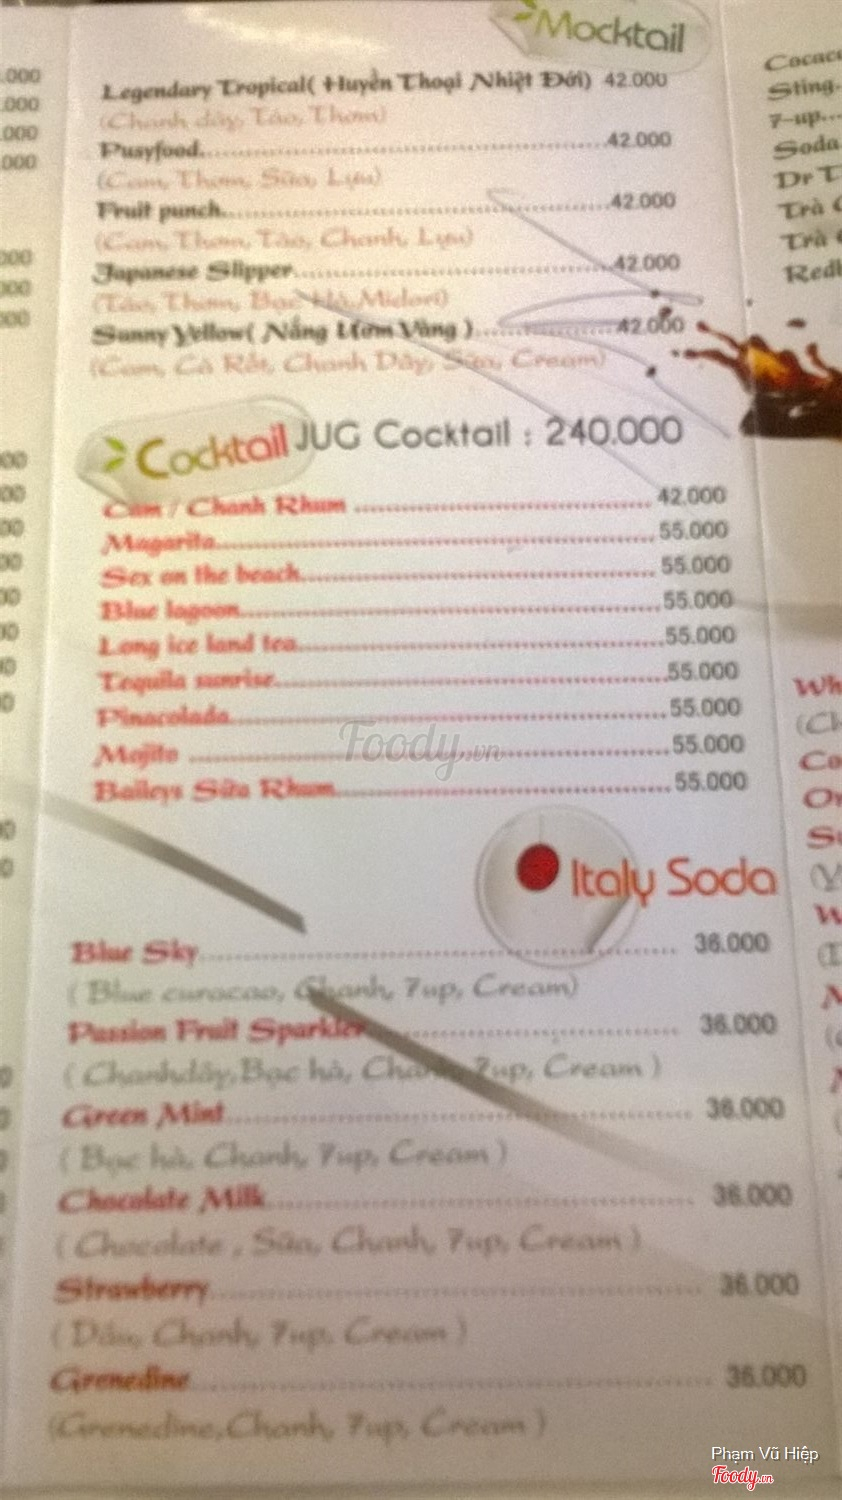 Mocktail
Legendary Tropical( Huyền Thoại Nhiệt Đới) 42.000
(Chanh dây, Táo, Thơm)
Pusyfood..........42.000
(Cam, Thơm, Sữa, Lựu)
Fruit punch..........42.000
(Cam, Thơm, Táo, Chanh, Lựu)
Japanese Slipper..........42.000
(Táo, Thơm, Bạc Hà, Midori)
Sunny Yellow( Nắng Ươm Vàng )..........42.000
(Cam, Cà Rốt, Chanh Dây, Sữa, Cream)
Cocktail JUG Cocktail : 240.000
Cam / Chanh Rhum ..........42.000
Magarita..........55.000
Sex on the beach..........55.000
Blue lagoon..........55.000
Long ice land tea..........55.000
Tequila sunrise..........55.000
Pinacolada..........55.000
Mojito ..........55.000
Baileys Sữa Rhum..........55.000
Foody.vn
Italy Soda
Blue Sky.......... 36.000
( Blue curacao, Chanh, 7up, Cream)
Passion Fruit Sparkler.......... 36.000
( Chanhdây,Bạc hà, Chanh, 7up, Cream )
Green Mint.......... 36.000
( Bạc hà, Chanh, 7up, Cream )
Chocolate Milk.......... 36.000
( Chocolate , Sữa, Chanh, 7up, Cream )
Strawberry.......... 36.000
( Dâu, Chanh, 7up, Cream )
Grenedine.......... 36.000
(Grenedine,Chanh, 7up, Cream )
Sting
7-up...
Soda
Trà
Trà
Phạm Vũ Hiệp
Foody.vn